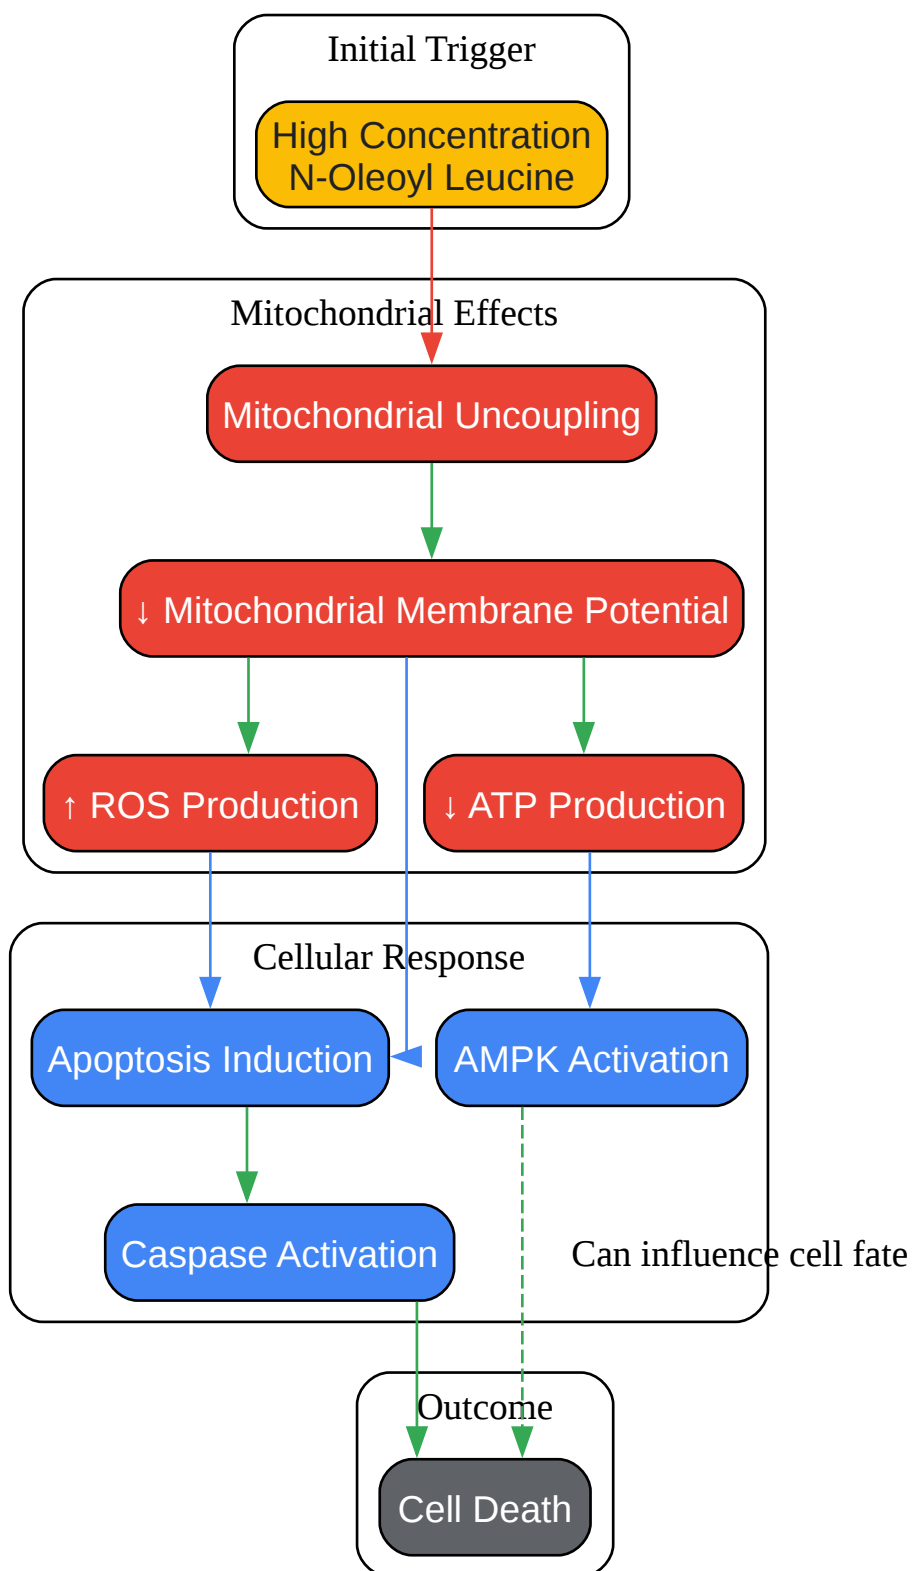 Initial Trigger
High Concentration
N-Oleoyl Leucine
Mitochondrial Effects
Mitochondrial Uncoupling
↓ Mitochondrial Membrane Potential
↑ ROS Production
↓ ATP Production
Cellular Response
Apoptosis Induction
AMPK Activation
Caspase Activation
Can influence cell fate
Outcome
Cell Death